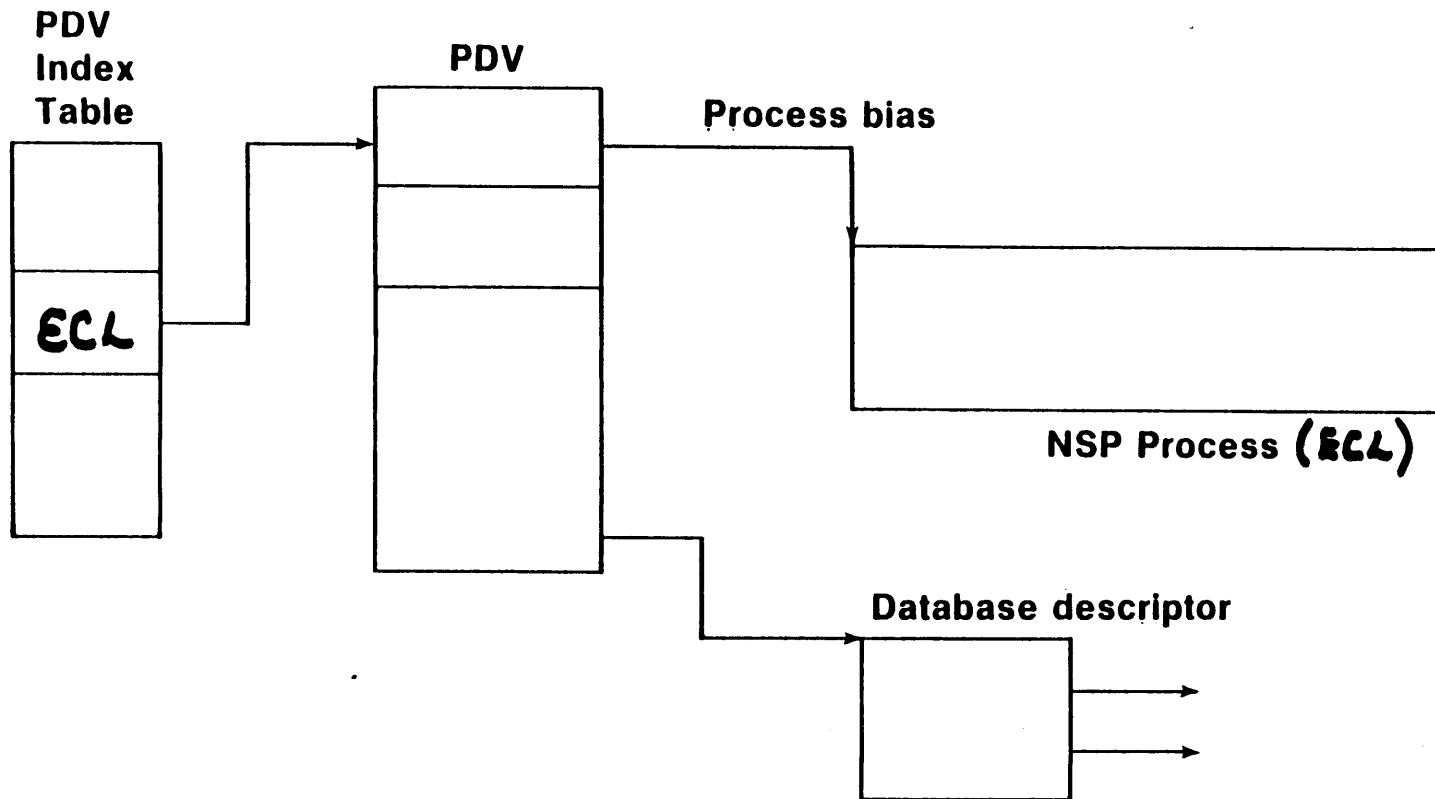 PDV
Index
Table
PDV
Process bias
ECL
NSP Process (ECL)
Database descriptor